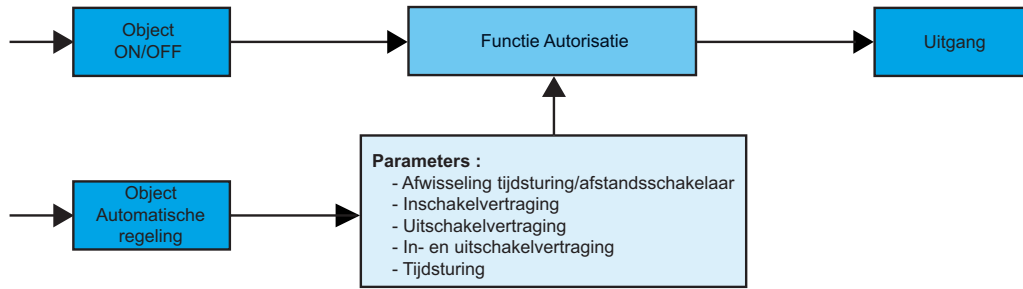 Object
ON/OFF
Functie Autorisatie
Uitgang
Object
Automatische
regeling
Parameters :
- Afwisseling tijdsturing/afstandsschakelaar
- Inschakelvertraging
- Uitschakelvertraging
- In- en uitschakelvertraging
- Tijdsturing